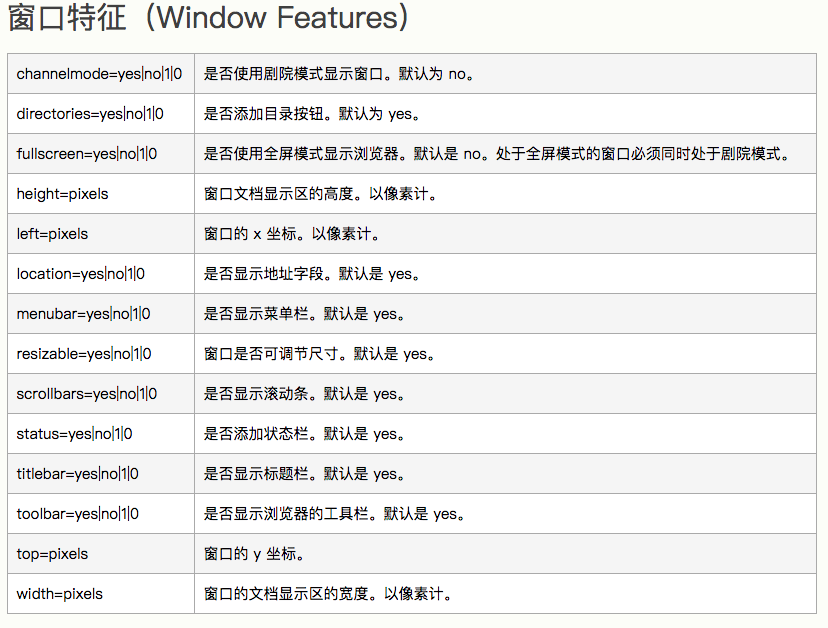 窗口特征（Window Features）
channelmode=yes|no|1|0 是否使用剧院模式显示窗口。默认为 no。
directories=yes|no|1|0 是否添加目录按钮。默认为 yes。
fullscreen=yes|no|1|0 是否使用全屏模式显示浏览器。默认是 no。处于全屏模式的窗口必须同时处于剧院模式。
height=pixels 窗口文档显示区的高度。以像素计。
left=pixels 窗口的 x 坐标。以像素计。
location=yes|no|1|0 是否显示地址字段。默认是 yes。
menubar=yes|no|1|0 是否显示菜单栏。默认是 yes。
resizable=yes|no|1|0 窗口是否可调节尺寸。默认是 yes。
scrollbars=yes|no|1|0 是否显示滚动条。默认是 yes。
status=yes|no|1|0 是否添加状态栏。默认是 yes。
titlebar=yes|no|1|0 是否显示标题栏。默认是 yes。
toolbar=yes|no|1|0 是否显示浏览器的工具栏。默认是 yes。
top=pixels 窗口的 y 坐标。
width=pixels 窗口的文档显示区的宽度。以像素计。